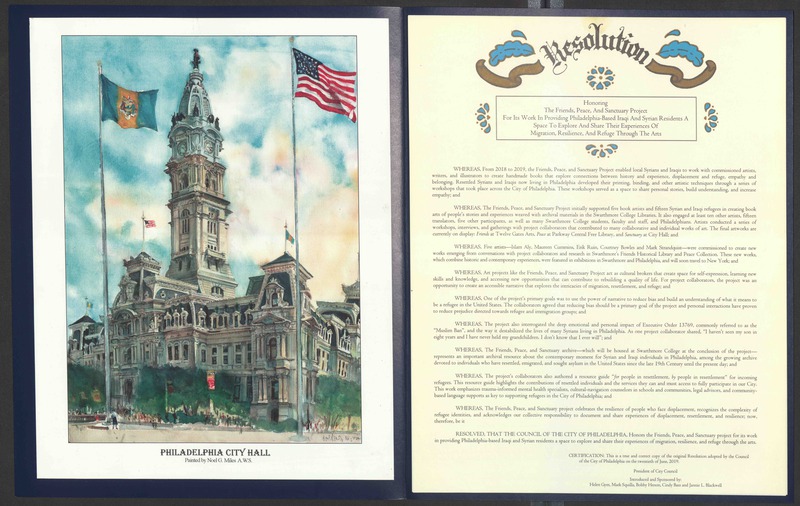 PHILADELPHIA CITY HALL
Painted by Noel G. Miles A.W.S.
Resolution
Honoring
The Friends, Peace, And Sanctuary Project
For Its Work In Providing Philadelphia-Based Iraqi And Syrian Residents A
Space To Explore And Share Their Experiences Of
Migration, Resilience, And Refuge Through The Arts
WHEREAS, From 2018 to 2019, the Friends, Peace, and Sanctuary Project enabled local Syrians and Iraqis to work with commissioned artists,
writers, and illustrators to create handmade books that explore connections between history and experience, displacement and refuge, empathy and
belonging. Resettled Syrians and Iraqis now living in Philadelphia developed their printing, binding, and other artistic techniques through a series of
workshops that took place across the City of Philadelphia. These workshops served as a space to share personal stories, build understanding, and increase
empathy; and
WHEREAS, The Friends, Peace, and Sanctuary Project initially supported five book artists and fifteen Syrian and Iraqi refugees in creating book
arts of people's stories and experiences weaved with archival materials in the Swarthmore College Libraries. It also engaged at least ten other artists, fifteen
translators, five other participants, as well as many Swarthmore College students, faculty and staff, and Philadelphians. Artists conducted a series of
workshops, interviews, and gatherings with project collaborators that contributed to many collaborative and individual works of art. The final artworks are
currently on display: Friends at Twelve Gates Arts, Peace at Parkway Central Free Library, and Sanctuary at City Hall; and
WHEREAS, Five artists—Islam Aly, Maureen Cummins, Erik Ruin, Courtney Bowles and Mark Strandquist—were commissioned to create new
works emerging from conversations with project collaborators and research in Swarthmore's Friends Historical Library and Peace Collection. These new works,
which combine historic and contemporary experience, were featured in exhibitions in Swarthmore and Philadelphia, and will soon travel to New York; and
WHEREAS, Art projects like the Friends, Peace, and Sanctuary Project act as cultural brokers that create space for self-expression, learning new
skills and knowledge, and accessing new opportunities that can contribute to rebuilding a quality of life. For project collaborators, the project was an
opportunity to create an accessible narrative that explores the intricacies of migration, resettlement, and refuge; and
WHEREAS, One of the project's primary goals was to use the power of narrative to reduce bias and build an understanding of what it means to
be a refugee in the United States. The collaborators agreed that reducing bias should be a primary goal of the project and personal interactions have proven
to reduce prejudice directed towards refugees and immigration groups; and
WHEREAS, The project also interrogated the deep emotional and personal impact of Executive Order 13769, commonly referred to as the
"Muslim Ban", and the way it destabilized the lives of many Syrians living in Philadelphia. As one project collaborator shared, "I haven't seen my son in
eight years and I have never held my grandchildren. I don't know that I ever will"; and
WHEREAS, The Friends, Peace, and Sanctuary archive—which will be housed at Swarthmore College at the conclusion of the project—
represents an important archival resource about the contemporary moment for Syrian and Iraqi individuals in Philadelphia, among the growing archive
devoted to individuals who have resettled, emigrated, and sought asylum in the United States since the late 19th Century until the present day; and
WHEREAS, The project's collaborators also authored a resource guide "for people in resettlement, by people in resettlement" for incoming
refugees. This resource guide highlights the contributions of resettled individuals and the services they can and must access to fully participate in our City.
This work emphasizes trauma-informed mental health specialists, cultural-navigation counselors in schools and communities, legal advisors, and community-
based language supports as key to supporting refugees in the City of Philadelphia; and
WHEREAS, The Friends, Peace, and Sanctuary project celebrates the resilience of people who face displacement, recognizes the complexity of
refugee identities, and acknowledges our collective responsibility to document and share experiences of displacement, resettlement, and resilience; now,
therefore, be it
RESOLVED, THAT THE COUNCIL OF THE CITY OF PHILADELPHIA, Honors the Friends, Peace, and Sanctuary project for its work
in providing Philadelphia-based Iraqi and Syrian residents a space to explore and share their experiences of migration, resilience, and refuge through the arts.
CERTIFICATION: This is a true and correct copy of the original Resolution adopted by the Council
of the City of Philadelphia on the twentieth of June, 2019.
President of City Council
Introduced and Sponsored by:
Helen Gym, Mark Squilla, Bobby Henon, Cindy Bass and Jannie L. Blackwell